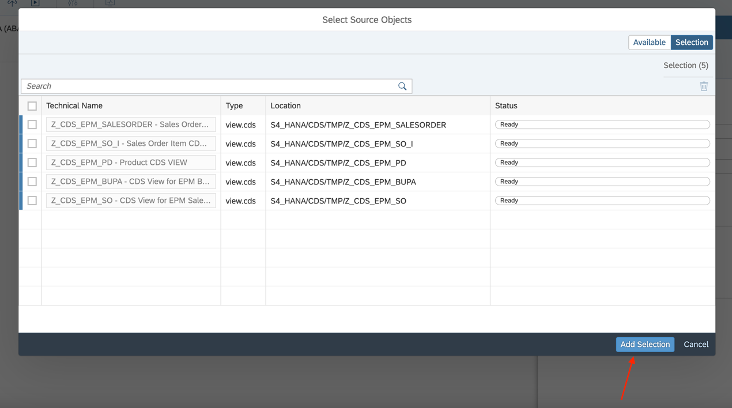 (ABA
Select Source Objects
Available Selection
Selection (5)
Search
Technical Name Type Location Status
Z_CDS_EPM_SALESORDER - Sales Order... view.cds S4_HANA/CDS/TMP/Z_CDS_EPM_SALESORDER Ready
Z_CDS_EPM_SO_I - Sales Order Item CD... view.cds S4_HANA/CDS/TMP/Z_CDS_EPM_SO_I Ready
Z_CDS_EPM_PD - Product CDS VIEW view.cds S4_HANA/CDS/TMP/Z_CDS_EPM_PD Ready
Z_CDS_EPM_BUPA - CDS View for EPM B... view.cds S4_HANA/CDS/TMP/Z_CDS_EPM_BUPA Ready
Z_CDS_EPM_SO - CDS View for EPM Sale... view.cds S4_HANA/CDS/TMP/Z_CDS_EPM_SO Ready
Add Selection Cancel